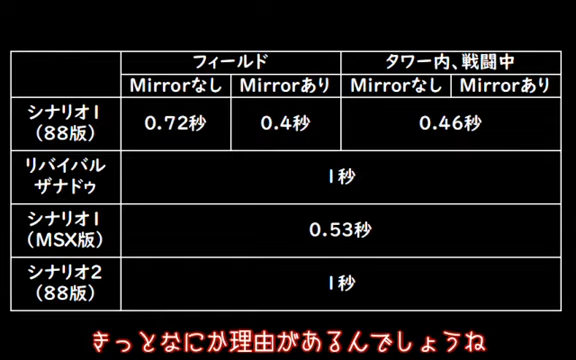 フィールド タワー内、戦闘中
Mirrorなし Mirrorあり Mirrorなし Mirrorあり
シナリオ1
（88版） 0.72秒 0.4秒 0.46秒
リバイバル
ザナドゥ 1秒
シナリオ1
（MSX版） 0.53秒
シナリオ2
（88版） 1秒
きっとなにか理由があるんでしょうね